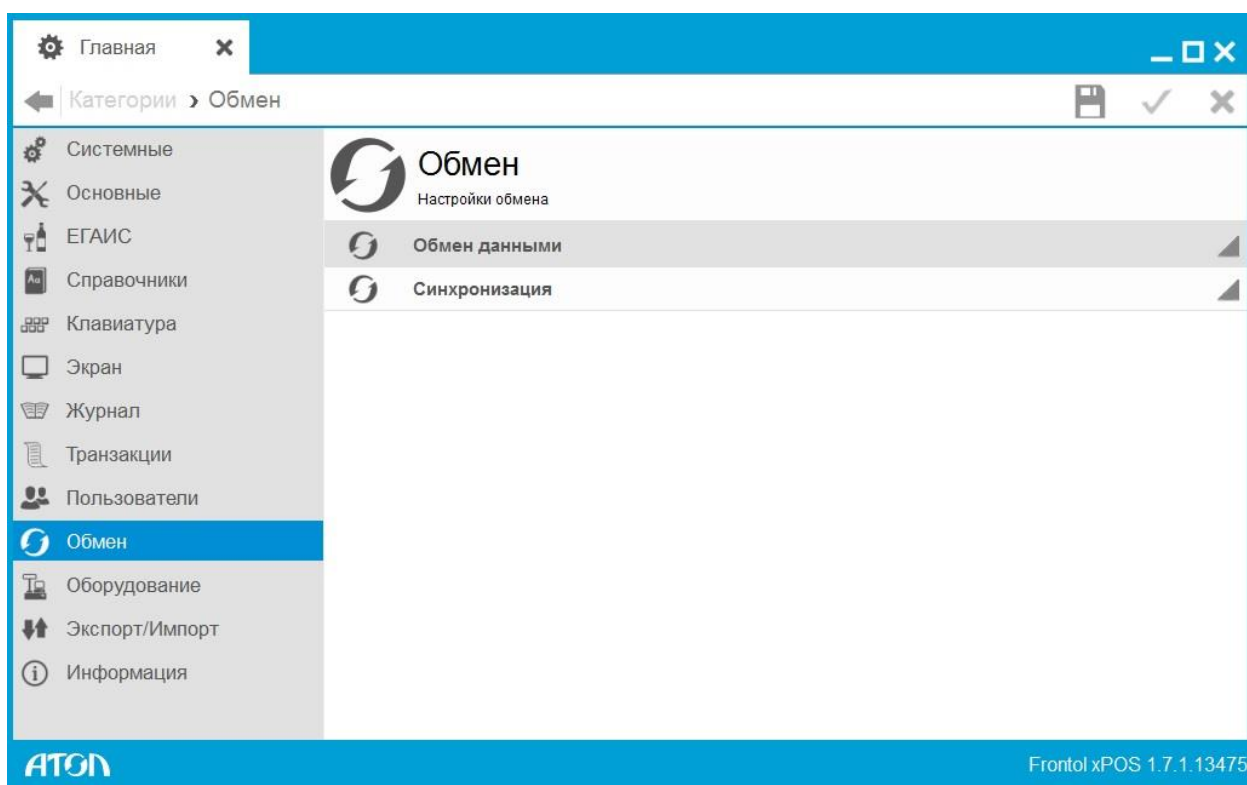 Главная
Категории › Обмен
Системные
Основные
ЕГАИС
Справочники
Клавиатура
Экран
Журнал
Транзакции
Пользователи
Обмен
Оборудование
Экспорт/Импорт
Информация
Обмен
Настройки обмена
Обмен данными
Синхронизация
АТОЛ
Frontol xPOS 1.7.1.13475